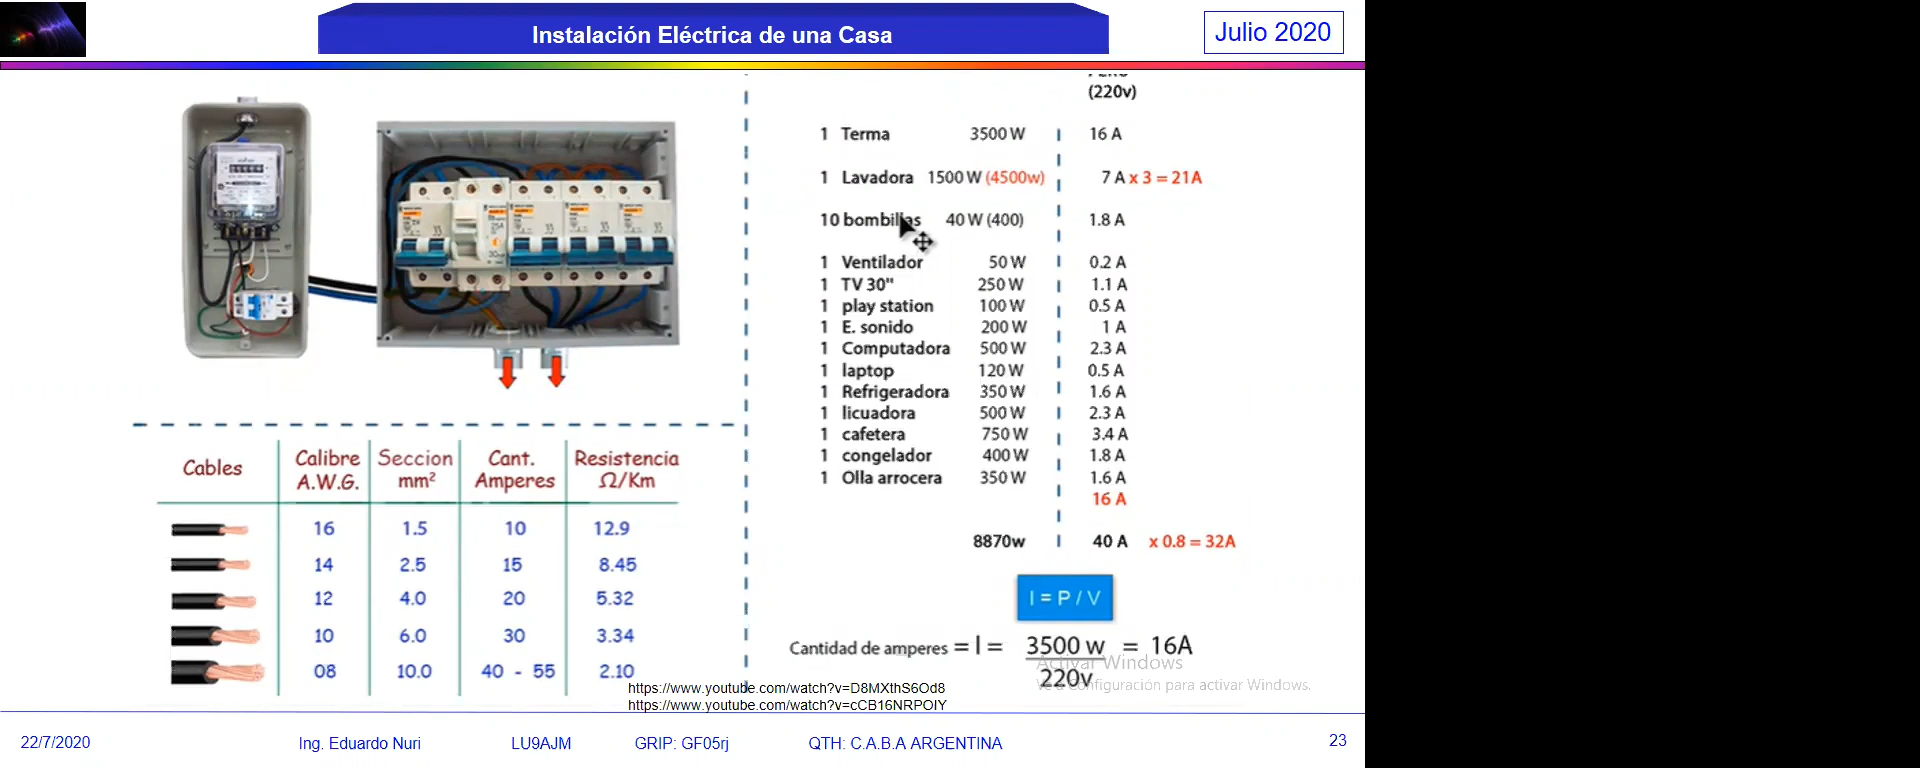 Instalación Eléctrica de una Casa
Julio 2020
(220v)
1 Terma 3500 W 16 A
1 Lavadora 1500 W (4500w) 7 A x 3 = 21A
10 bombillas 40 W (400) 1.8 A
1 Ventilador 50 W 0.2 A
1 TV 30" 250 W 1.1 A
1 play station 100 W 0.5 A
1 E. sonido 200 W 1 A
1 Computadora 500 W 2.3 A
1 laptop 120 W 0.5 A
1 Refrigeradora 350 W 1.6 A
1 licuadora 500 W 2.3 A
1 cafetera 750 W 3.4 A
1 congelador 400 W 1.8 A
1 Olla arrocera 350 W 1.6 A
16 A
8870w 40 A x 0.8 = 32A
I = P / V
Cantidad de amperes = I = 3500 w = 16A
220v
Cables Calibre A.W.G. Seccion mm² Cant. Amperes Resistencia Ω/Km
16 1.5 10 12.9
14 2.5 15 8.45
12 4.0 20 5.32
10 6.0 30 3.34
08 10.0 40 - 55 2.10
Activar Windows
Ve a Configuración para activar Windows.
https://www.youtube.com/watch?v=D8MXthS6Od8
https://www.youtube.com/watch?v=cCB16NRPOIY
22/7/2020 Ing. Eduardo Nuri LU9AJM GRIP: GF05rj QTH: C.A.B.A ARGENTINA 23